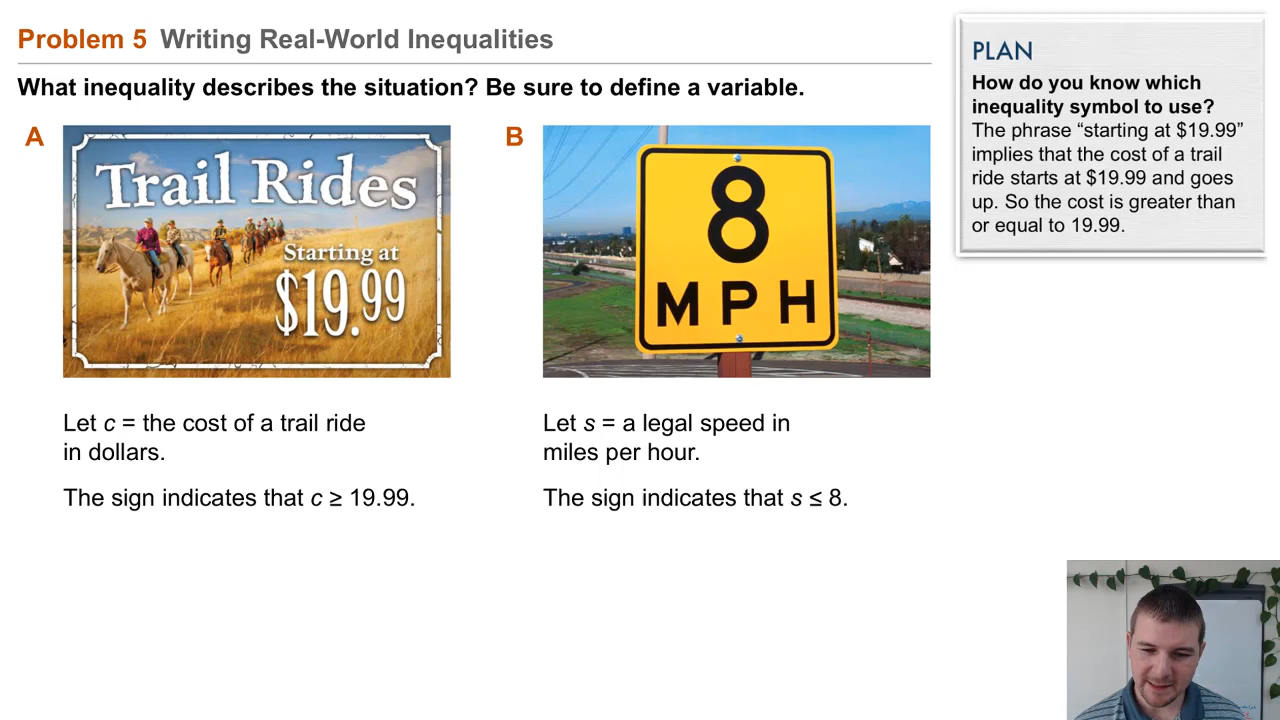 Problem 5 Writing Real-World Inequalities
What inequality describes the situation? Be sure to define a variable.
A
Trail Rides
Starting at
$19.99
Let c = the cost of a trail ride
in dollars.
The sign indicates that c ≥ 19.99.
B
8
MPH
Let s = a legal speed in
miles per hour.
The sign indicates that s ≤ 8.
PLAN
How do you know which
inequality symbol to use?
The phrase “starting at $19.99”
implies that the cost of a trail
ride starts at $19.99 and goes
up. So the cost is greater than
or equal to 19.99.